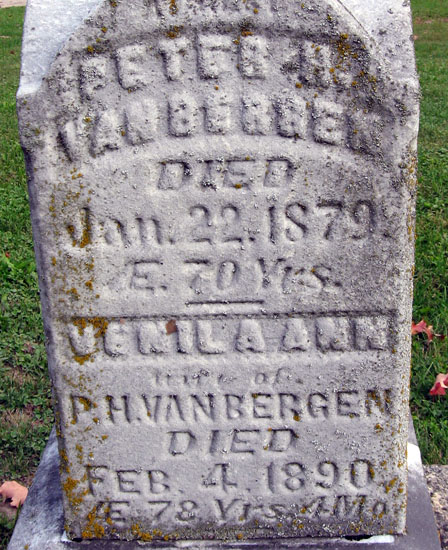 PETER H.
VANBERGEN
DIED
Jan. 22. 1879.
Æ. 70 Yrs.
ANN
wife of
P. H. VANBERGEN
DIED
FEB. 4. 1890.
Æ 78 Yrs. 4 Mo